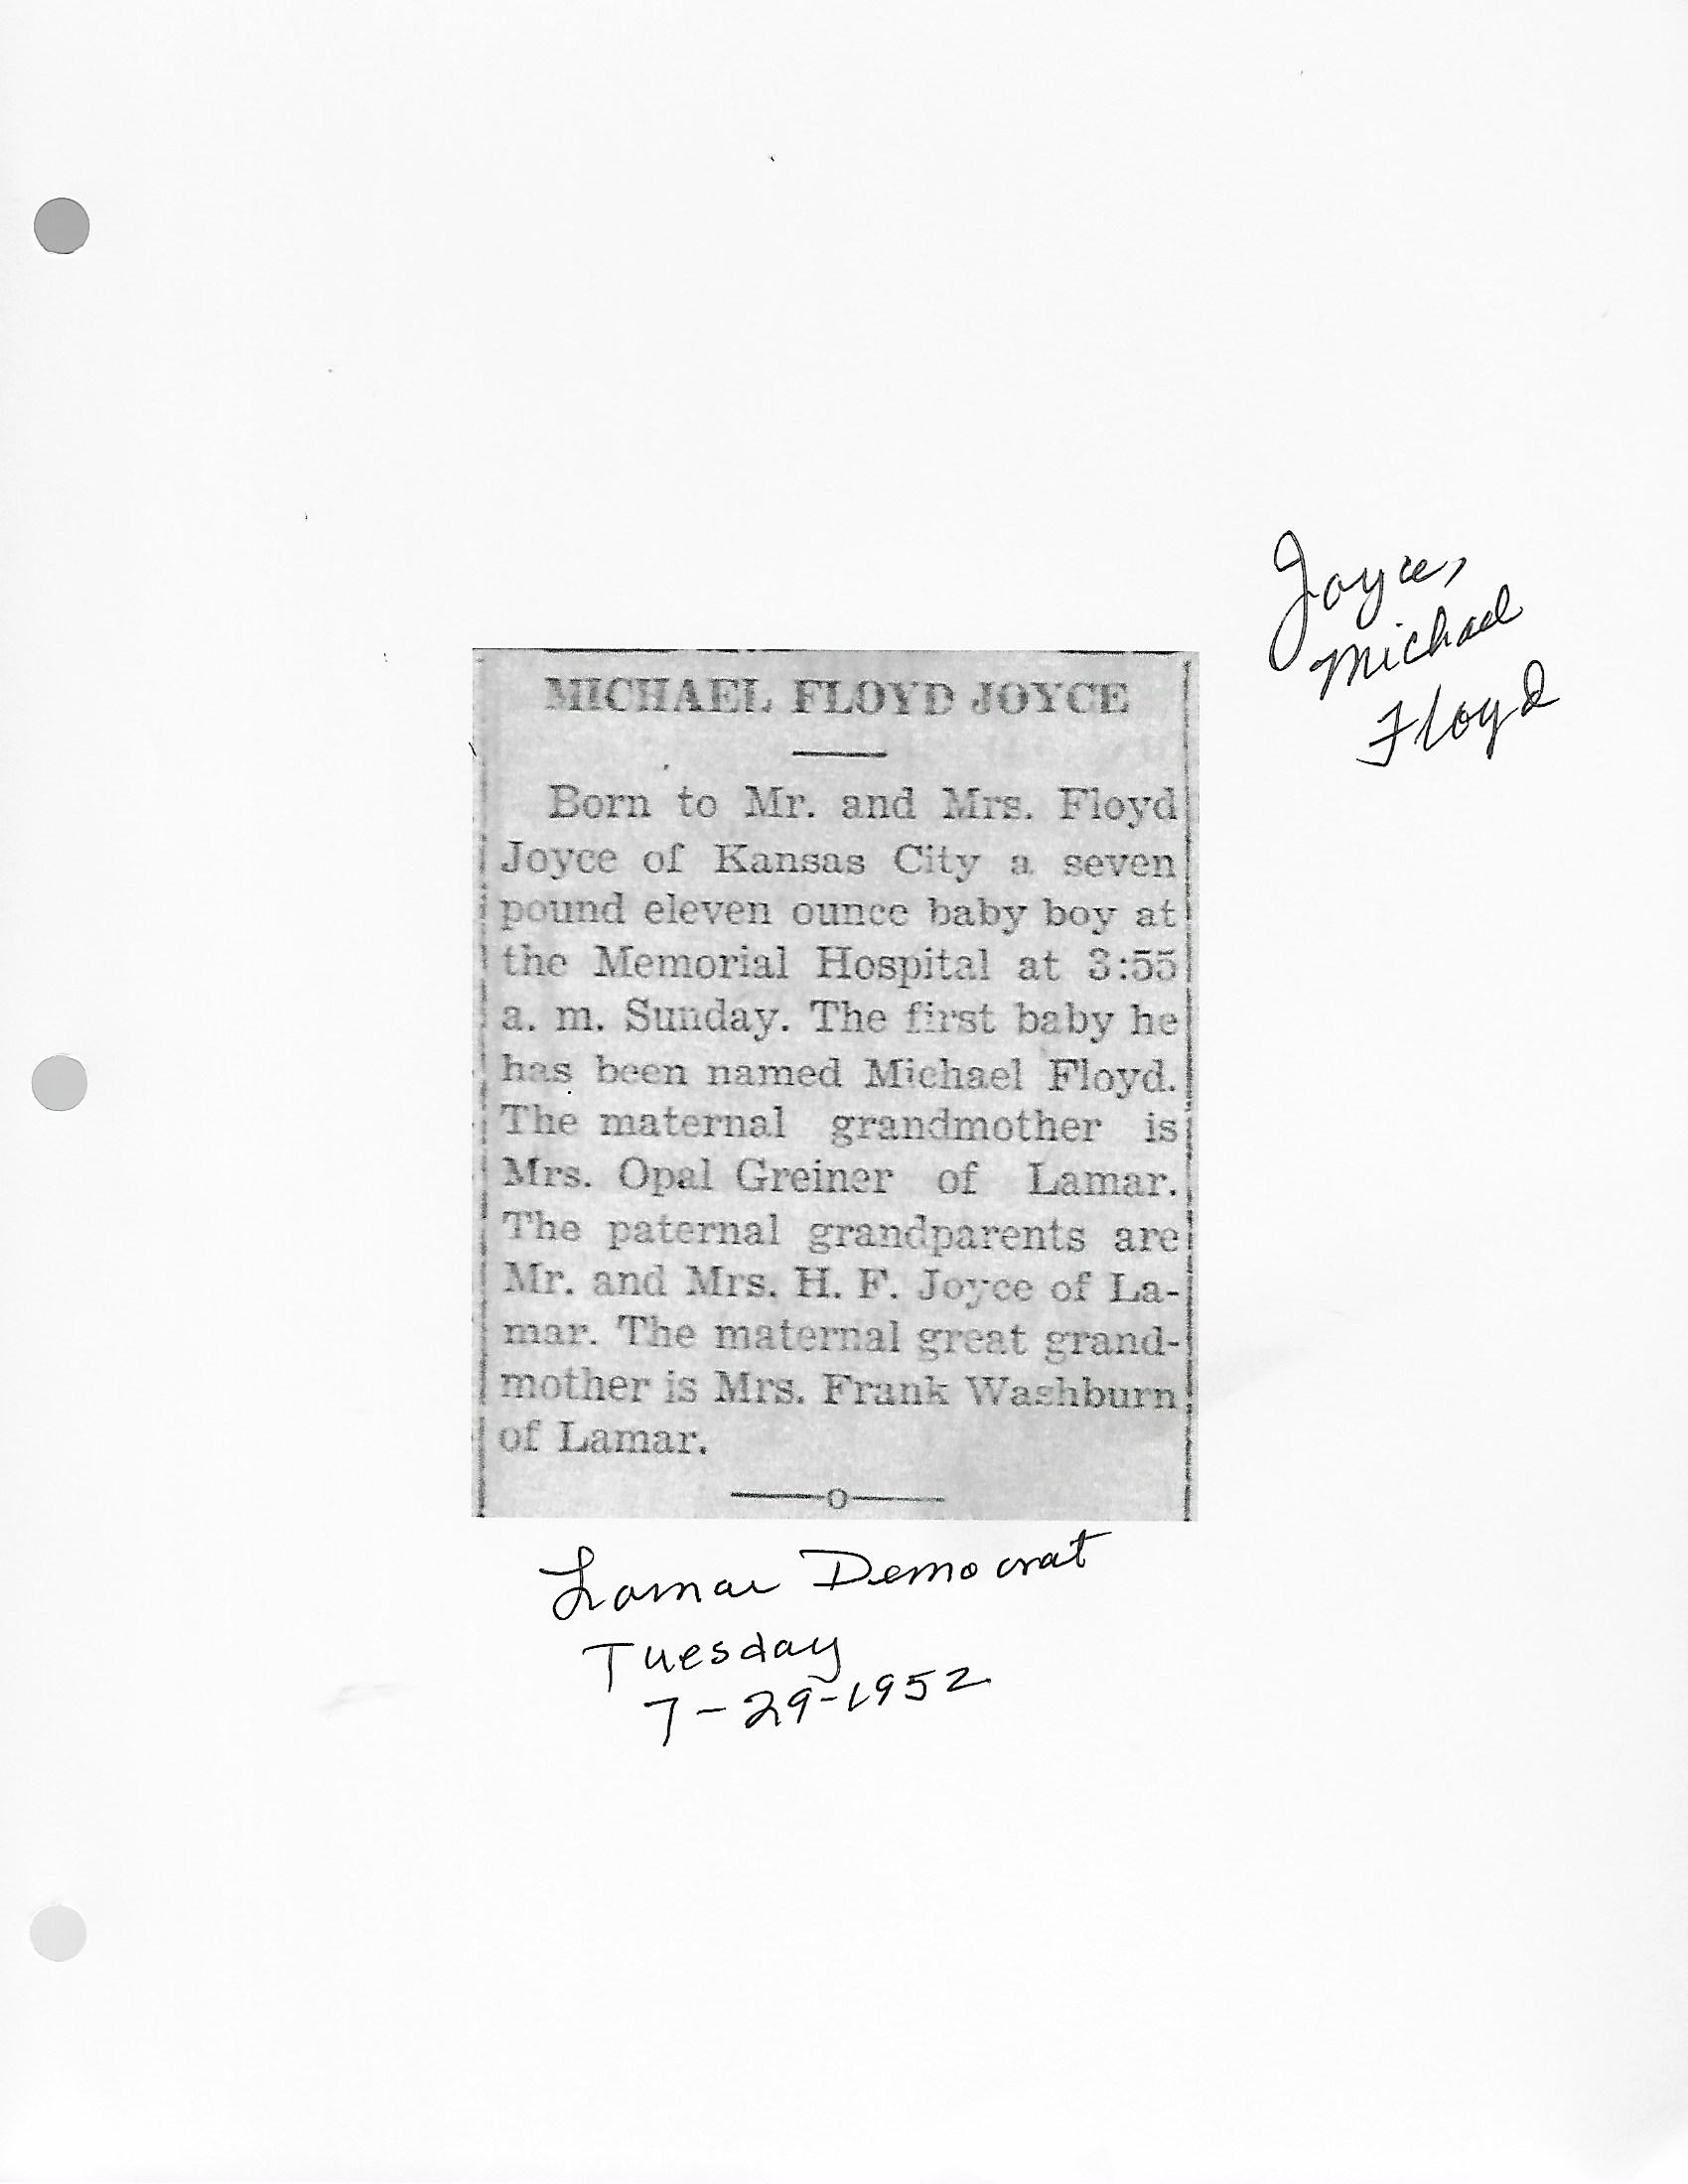 Joyce,
Michael
Floyd
MICHAEL FLOYD JOYCE
Born to Mr. and Mrs. Floyd
Joyce of Kansas City a seven
pound eleven ounce baby boy at
the Memorial Hospital at 3:55
a. m. Sunday. The first baby he
has been named Michael Floyd.
The maternal grandmother is
Mrs. Opal Greiner of Lamar.
The paternal grandparents are
Mr. and Mrs. H. F. Joyce of La-
mar. The maternal great grand-
mother is Mrs. Frank Washburn
of Lamar.
Lamar Democrat
Tuesday
7-29-1952